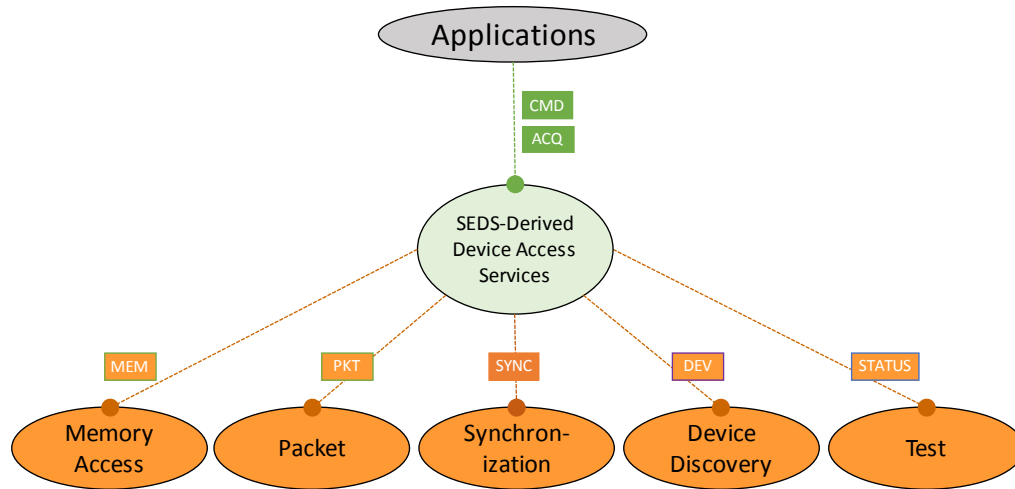 Applications
CMD
ACQ
SEDS-Derived
Device Access
Services
MEM
PKT
SYNC
DEV
STATUS
Memory
Access
Packet
Synchron-
ization
Device
Discovery
Test